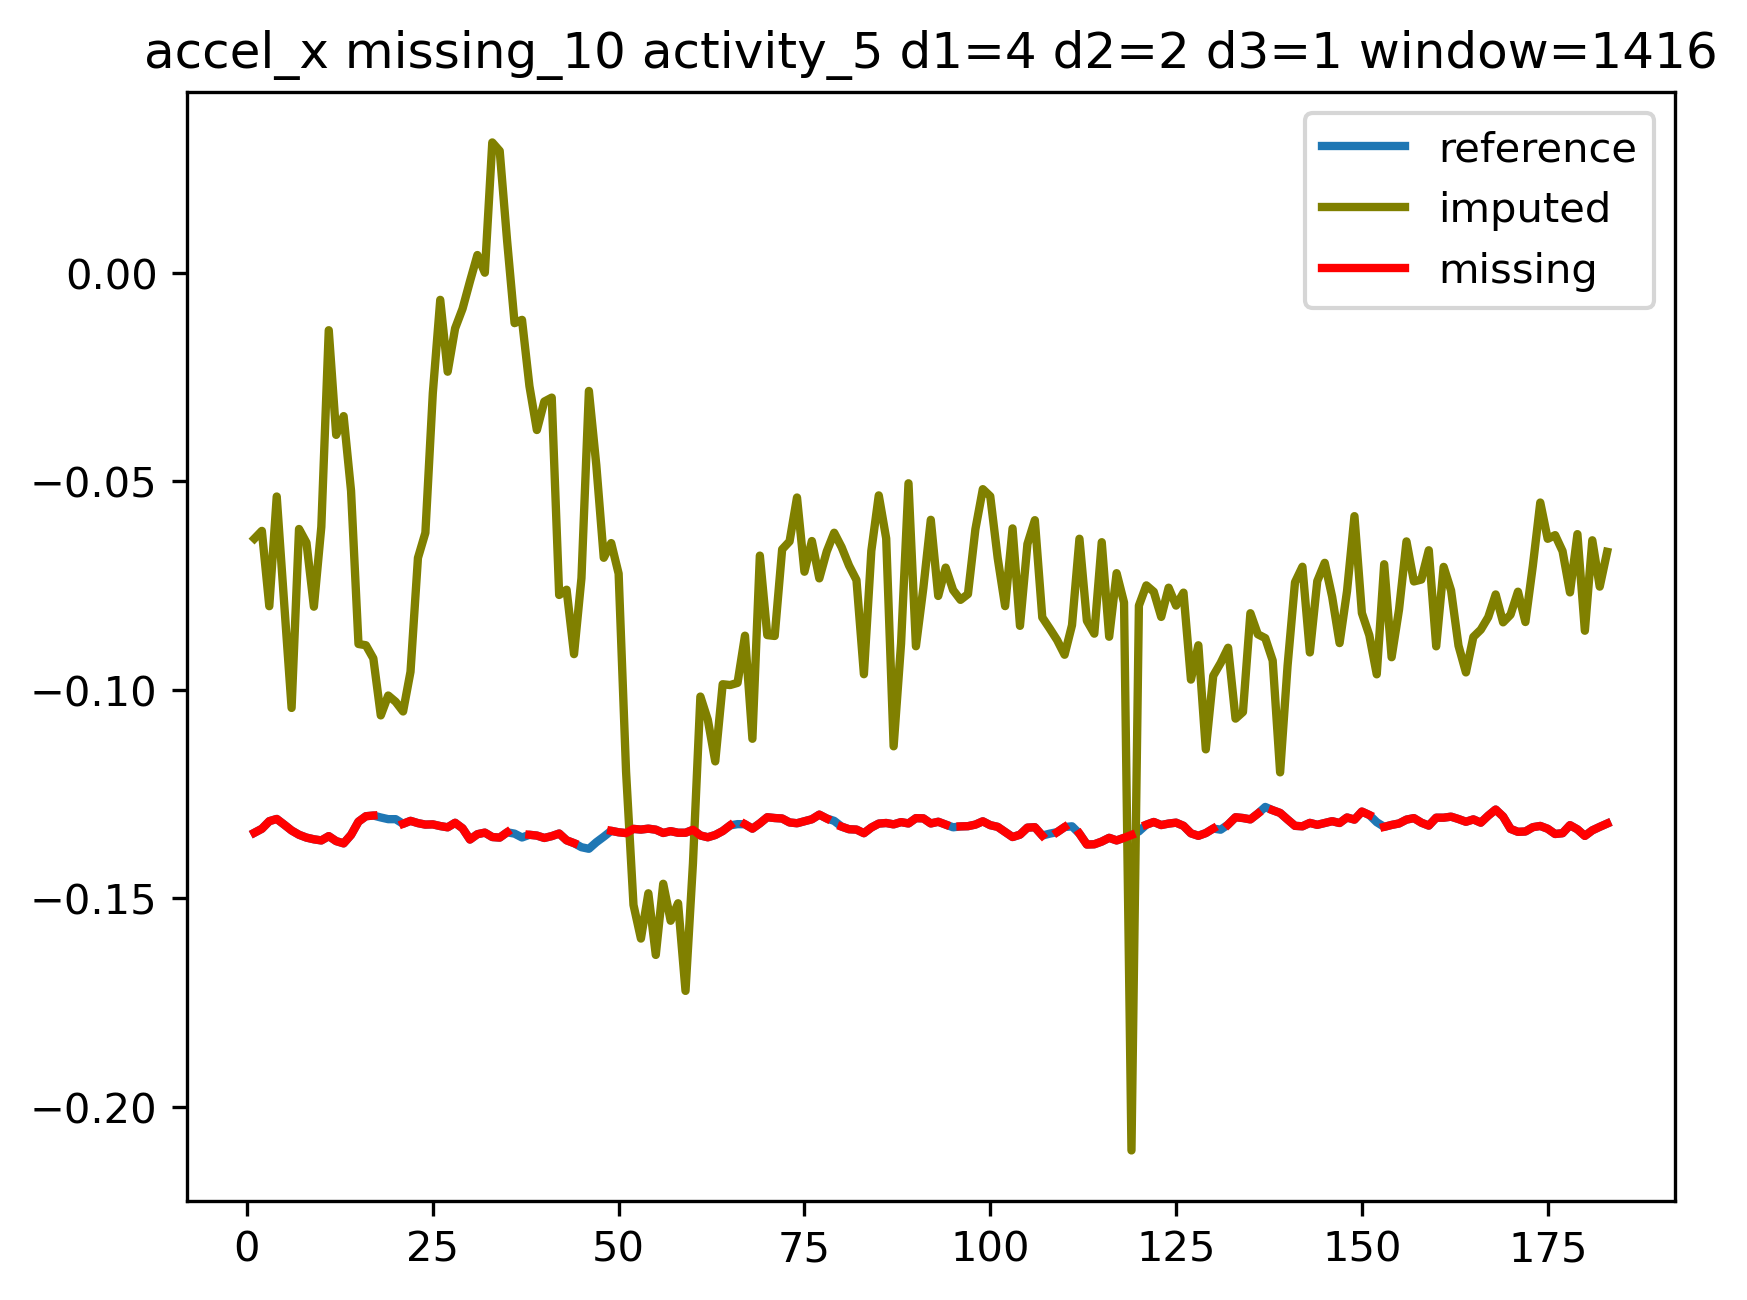 accel_x missing_10 activity_5 d1=4 d2=2 d3=1 window=1416
reference
imputed
missing
0.00
−0.05
−0.10
−0.15
−0.20
0 25 50 75 100 125 150 175